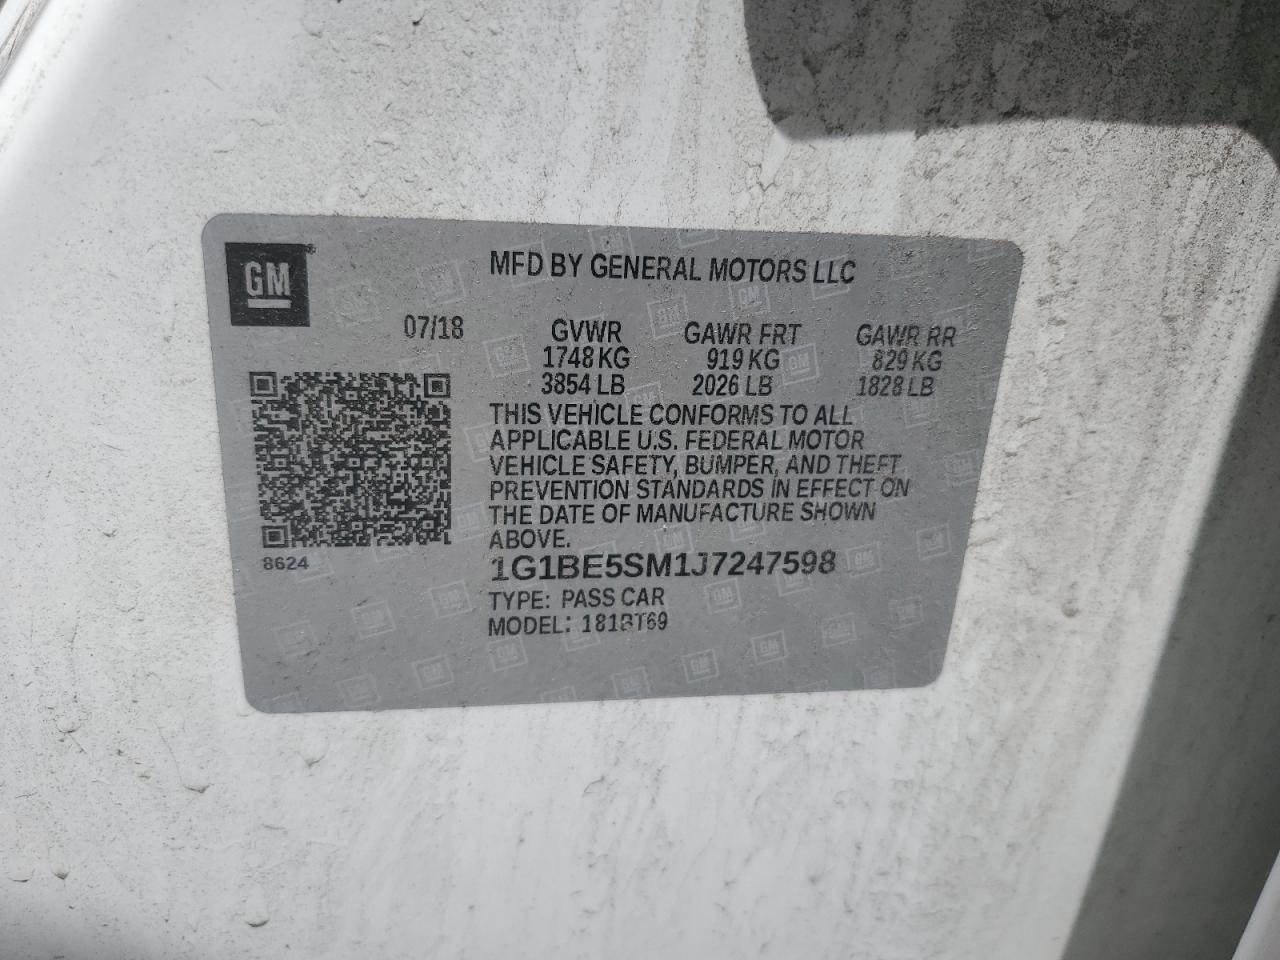 GM
MFD BY GENERAL MOTORS LLC
07/18 GVWR GAWR FRT GAWR RR
1748 KG 919 KG 829 KG
3854 LB 2026 LB 1828 LB
THIS VEHICLE CONFORMS TO ALL
APPLICABLE U.S. FEDERAL MOTOR
VEHICLE SAFETY, BUMPER, AND THEFT
PREVENTION STANDARDS IN EFFECT ON
THE DATE OF MANUFACTURE SHOWN
ABOVE.
8624
1G1BE5SM1J7247598
TYPE: PASS CAR
MODEL: 181BT69